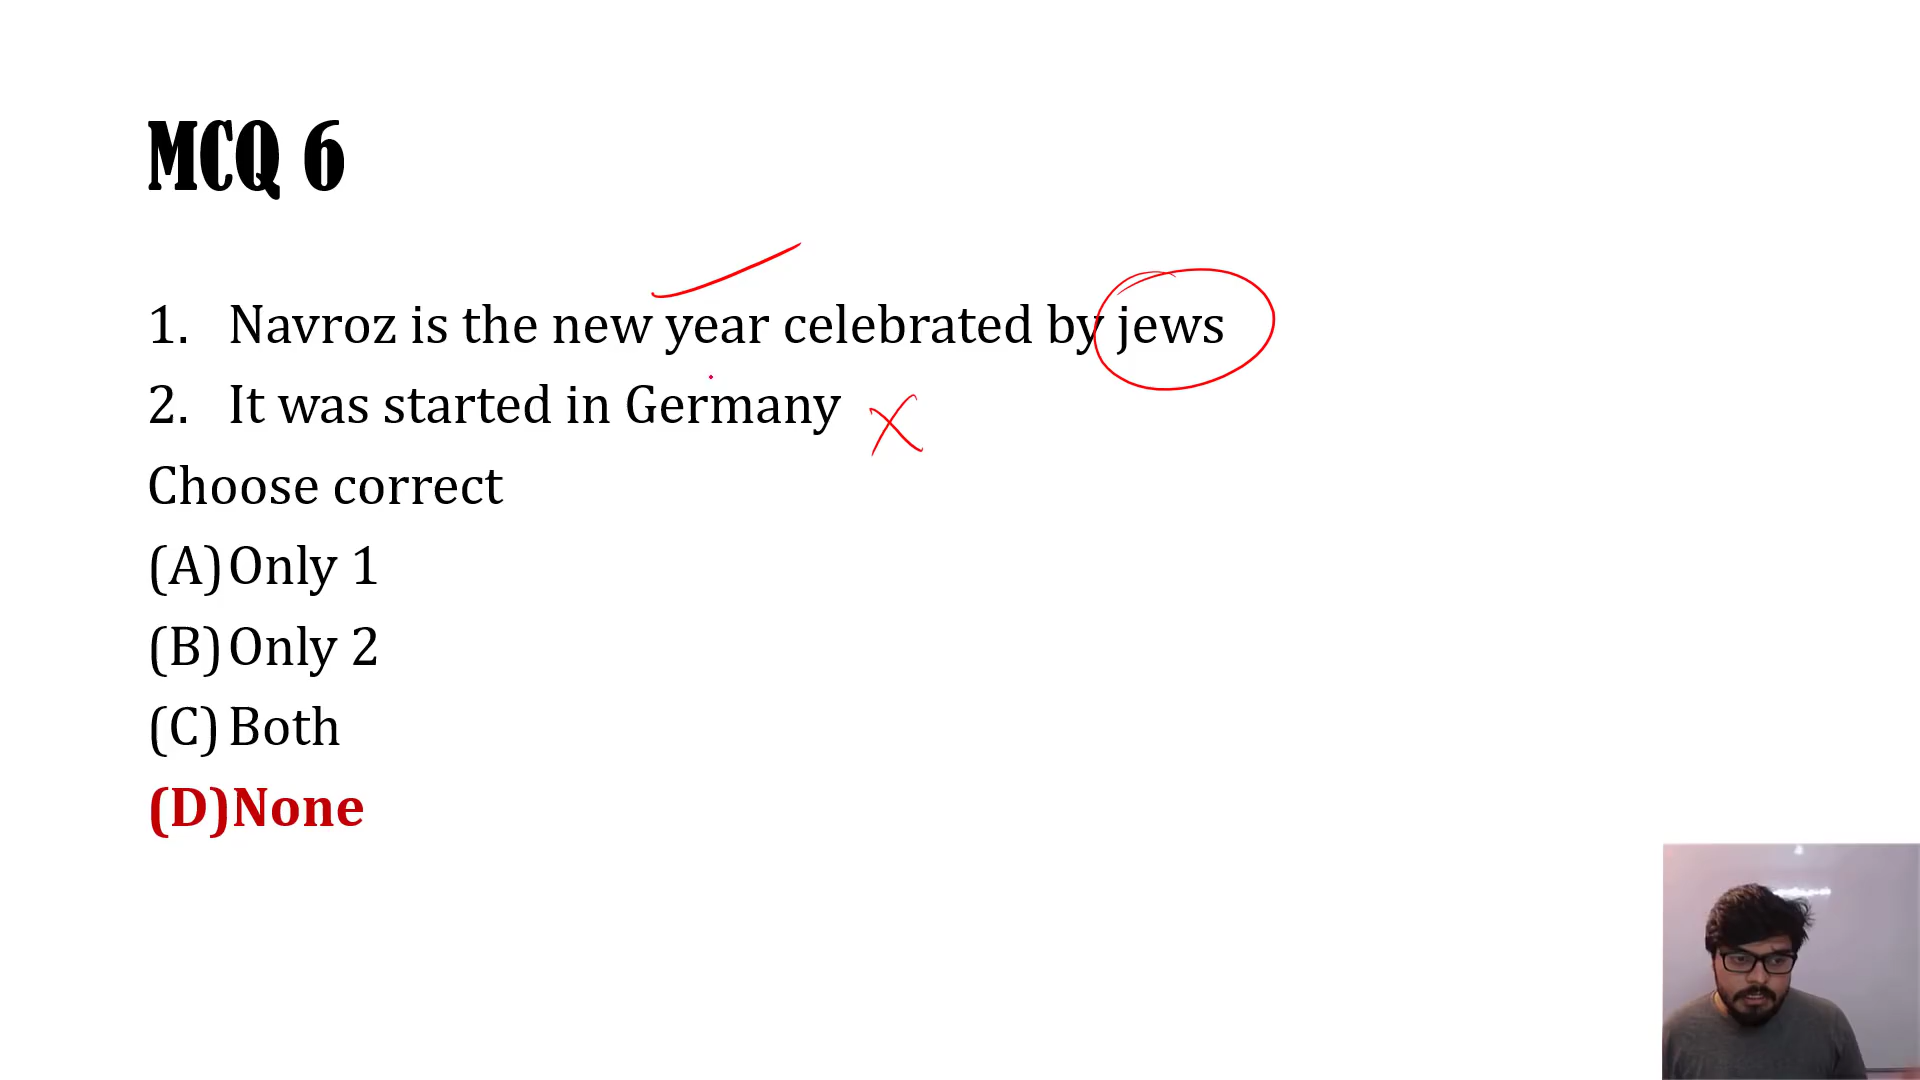 MCQ 6
1. Navroz is the new year celebrated by jews
2. It was started in Germany
Choose correct
(A) Only 1
(B) Only 2
(C) Both
(D) None